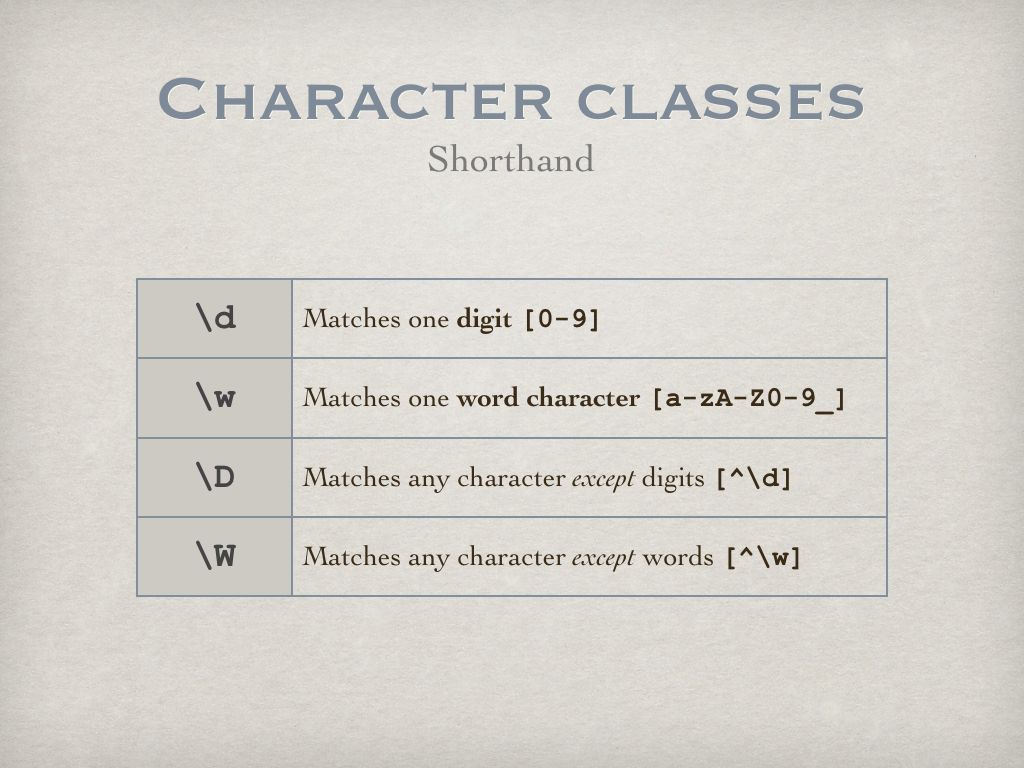 CHARACTER CLASSES
Shorthand
\d Matches one digit [0-9]
\w Matches one word character [a-zA-Z0-9_]
\D Matches any character except digits [^\d]
\W Matches any character except words [^\w]